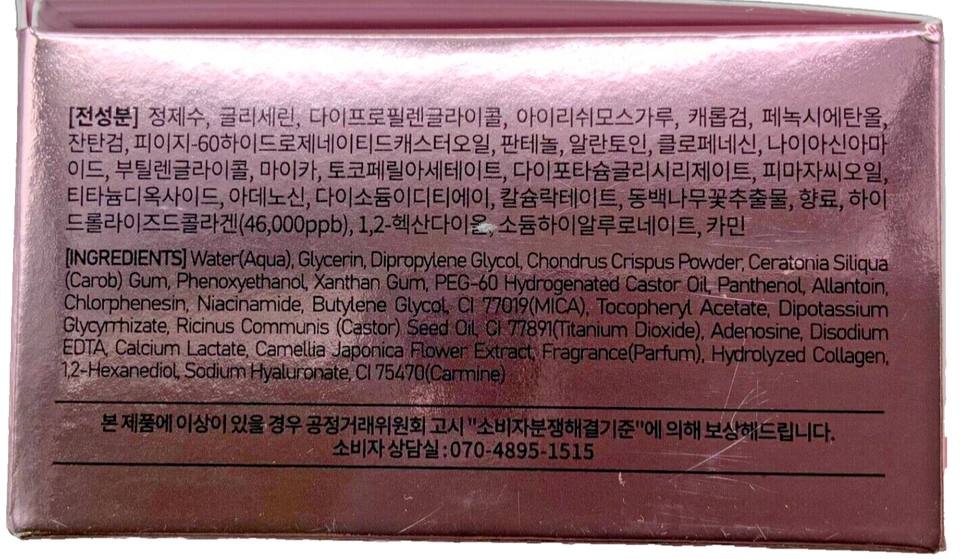 [전성분] 정제수, 글리세린, 다이프로필렌글라이콜, 아이리쉬모스가루, 캐롭검, 페녹시에탄올,
잔탄검, 피이지-60하이드로제네이티드캐스터오일, 판테놀, 알란토인, 클로페네신, 나이아신아마
이드, 부틸렌글라이콜, 마이카, 토코페릴아세테이트, 다이포타슘글리시리제이트, 피마자씨오일,
티타늄디옥사이드, 아데노신, 다이소듐이디티에이, 칼슘락테이트, 동백나무꽃추출물, 향료, 하이
드롤라이즈드콜라겐(46,000ppb), 1,2-헥산다이올, 소듐하이알루로네이트, 카민
[INGREDIENTS] Water(Aqua), Glycerin, Dipropylene Glycol, Chondrus Crispus Powder, Ceratonia Siliqua
(Carob) Gum, Phenoxyethanol, Xanthan Gum, PEG-60 Hydrogenated Castor Oil, Panthenol, Allantoin,
Chlorphenesin, Niacinamide, Butylene Glycol, CI 77019(MICA), Tocopheryl Acetate, Dipotassium
Glycyrrhizate, Ricinus Communis (Castor) Seed Oil, CI 77891(Titanium Dioxide), Adenosine, Disodium
EDTA, Calcium Lactate, Camellia Japonica Flower Extract, Fragrance(Parfum), Hydrolyzed Collagen,
1,2-Hexanediol, Sodium Hyaluronate, CI 75470(Carmine)
본 제품에 이상이 있을 경우 공정거래위원회 고시 "소비자분쟁해결기준"에 의해 보상해드립니다.
소비자 상담실 : 070-4895-1515